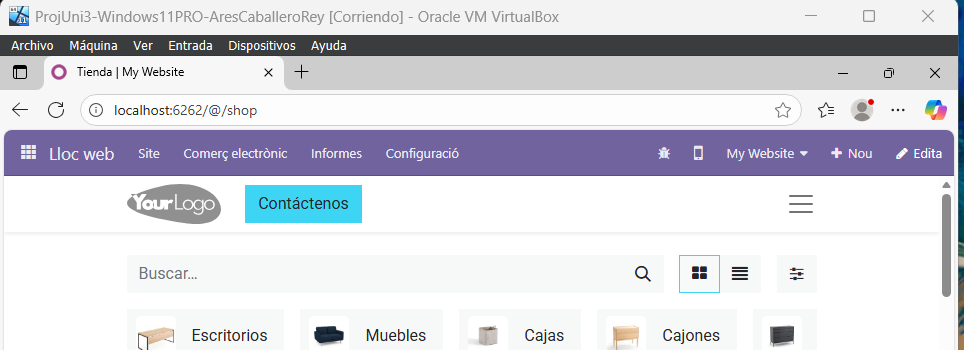 ProjUni3-Windows11PRO-AresCaballeroRey [Corriendo] - Oracle VM VirtualBox
Archivo Máquina Ver Entrada Dispositivos Ayuda
Tienda | My Website
localhost:6262/@/shop
Lloc web Site Comerç electrònic Informes Configuració My Website Nou Edita
YourLogo Contáctenos
Buscar...
Escritorios Muebles Cajas Cajones